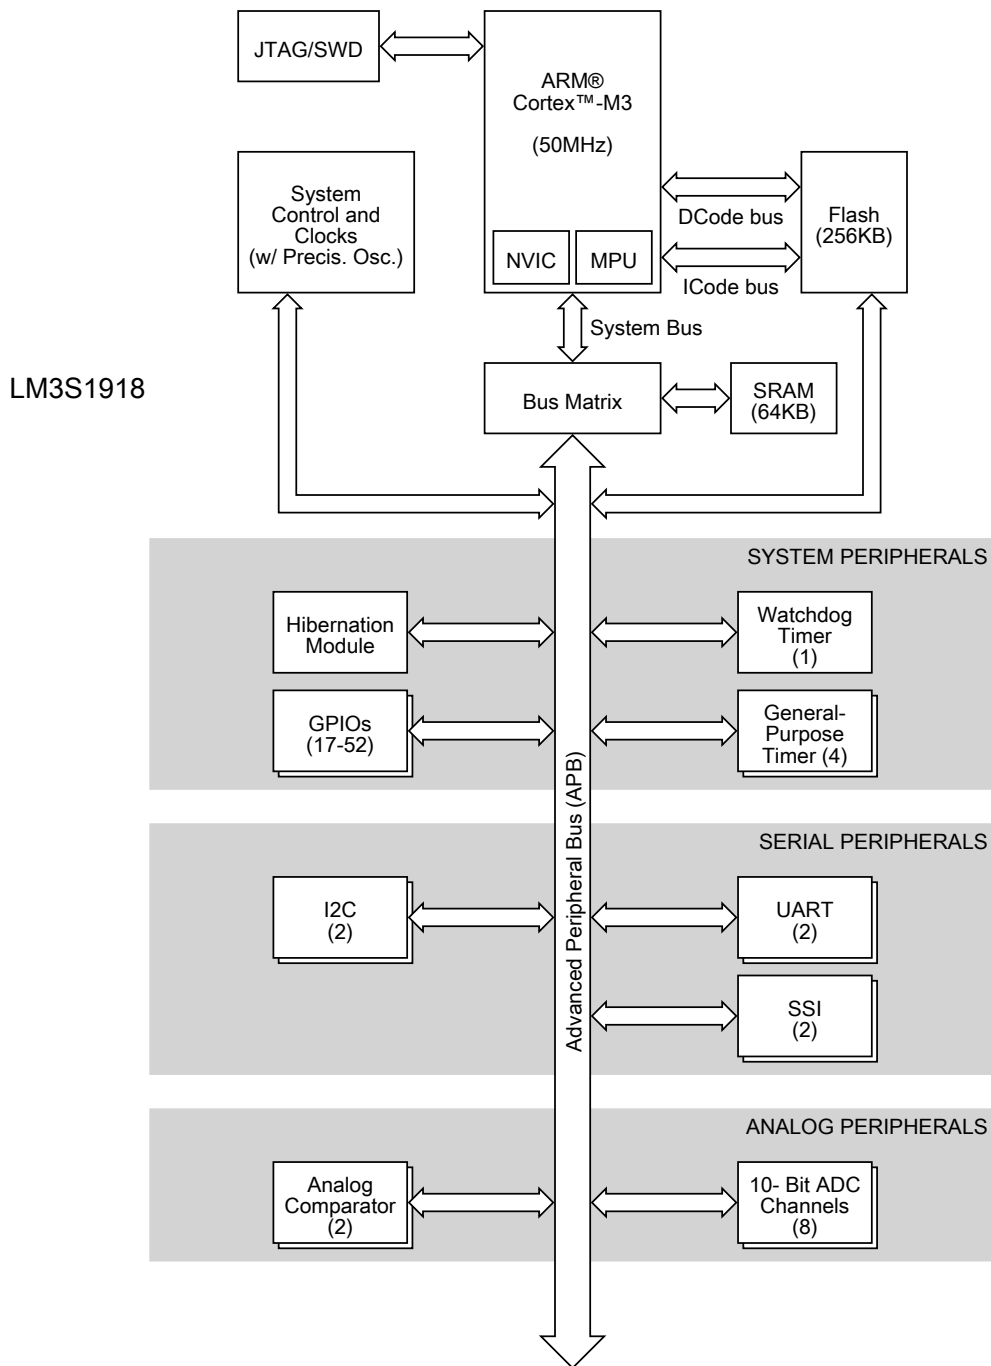 JTAG/SWD
ARM®
Cortex™-M3
(50MHz)
NVIC
MPU
System
Control and
Clocks
(w/ Precis. Osc.)
DCode bus
ICode bus
Flash
(256KB)
System Bus
LM3S1918
Bus Matrix
SRAM
(64KB)
Advanced Peripheral Bus (APB)
SYSTEM PERIPHERALS
Hibernation
Module
Watchdog
Timer
(1)
GPIOs
(17-52)
General-
Purpose
Timer (4)
SERIAL PERIPHERALS
I2C
(2)
UART
(2)
SSI
(2)
ANALOG PERIPHERALS
Analog
Comparator
(2)
10- Bit ADC
Channels
(8)